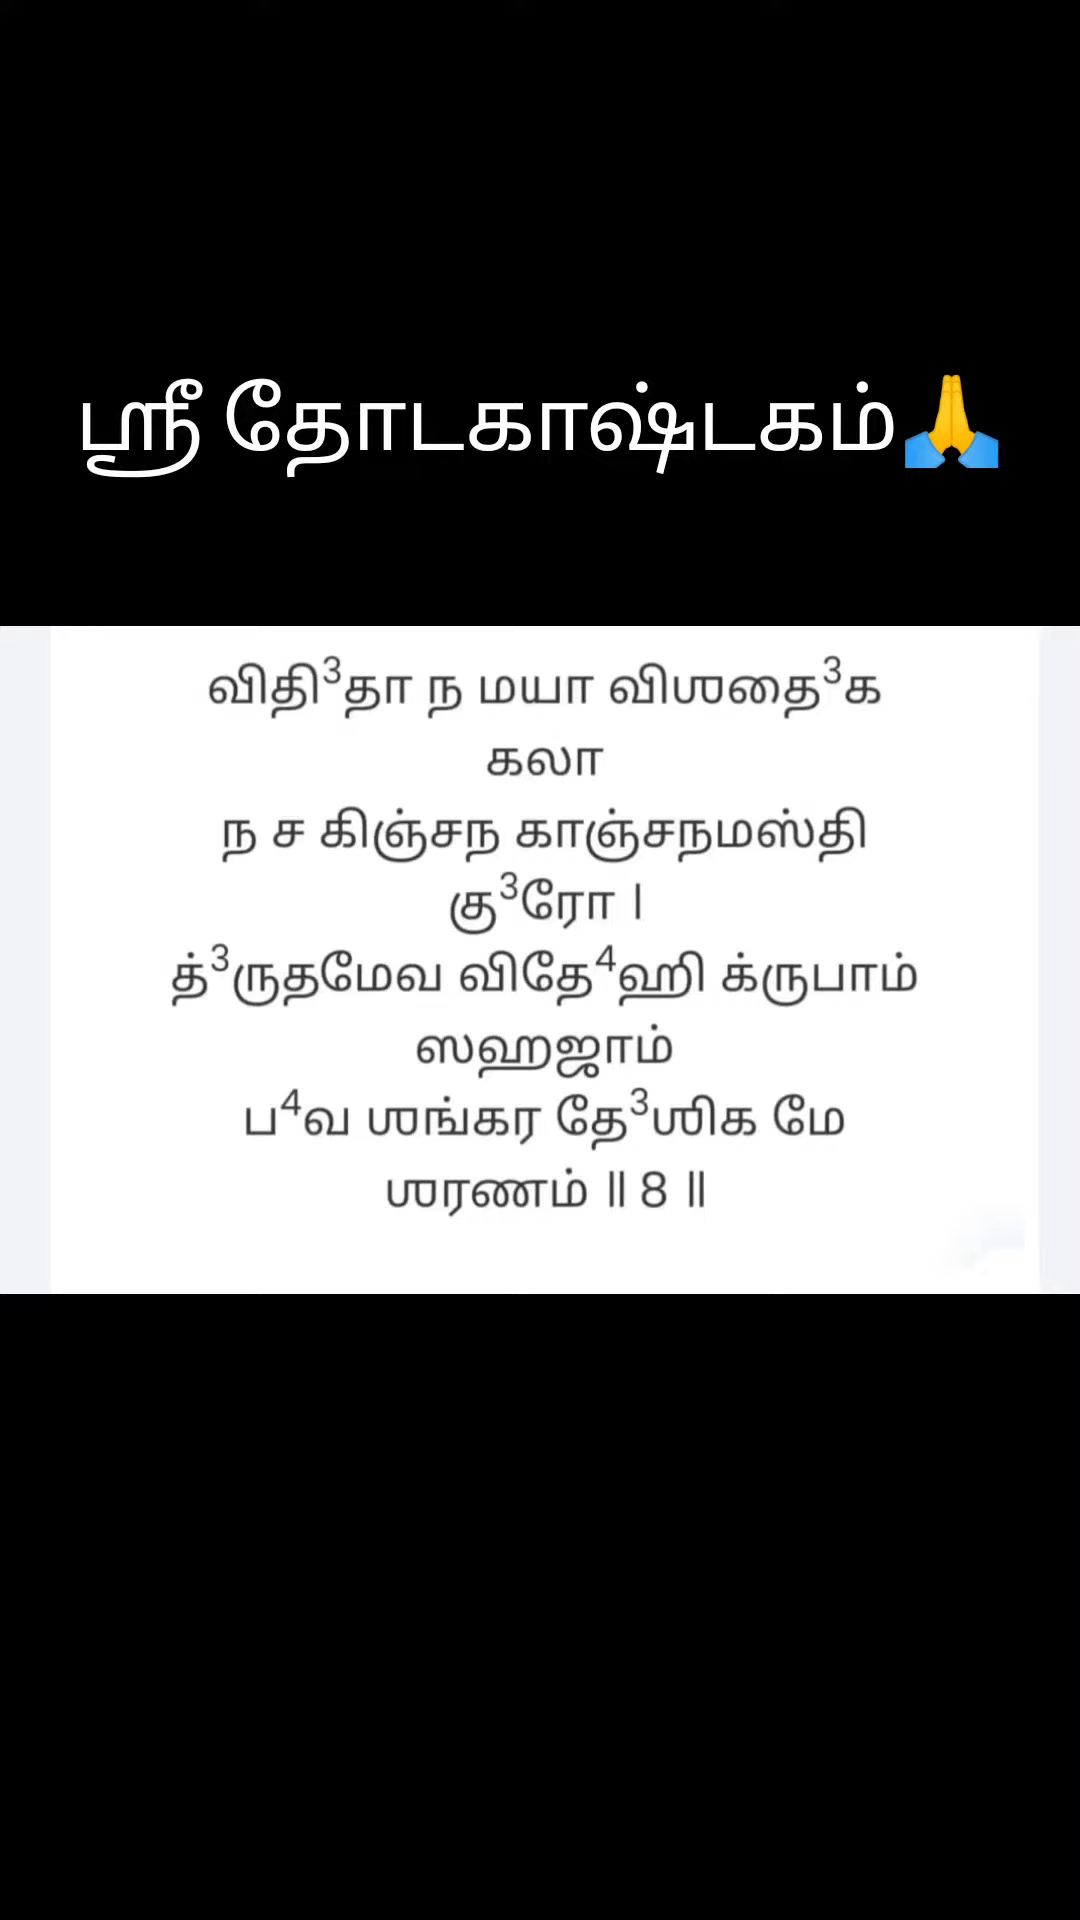 ஸ்ரீ தோடகாஷ்டகம்🙏
விதி³தா ந மயா விஶதை³க
கலா
ந ச கிஞ்சந காஞ்சநமஸ்தி
கு³ரோ ।
த்³ருதமேவ விதே⁴ஹி க்ருபாம்
ஸஹஜாம்
ப⁴வ ஶங்கர தே³ஶிக மே
ஶரணம் ॥ 8 ॥